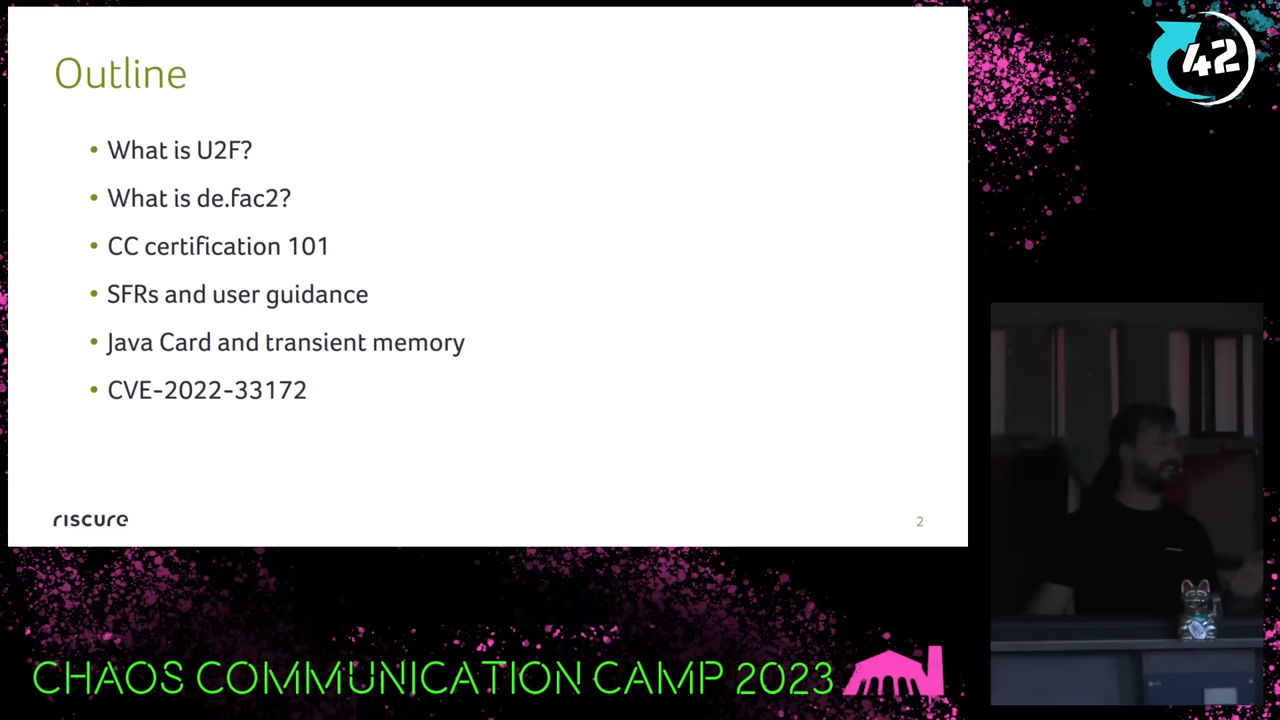 Outline
• What is U2F?
• What is de.fac2?
• CC certification 101
• SFRs and user guidance
• Java Card and transient memory
• CVE-2022-33172
riscure
2
42
CHAOS COMMUNICATION CAMP 2023